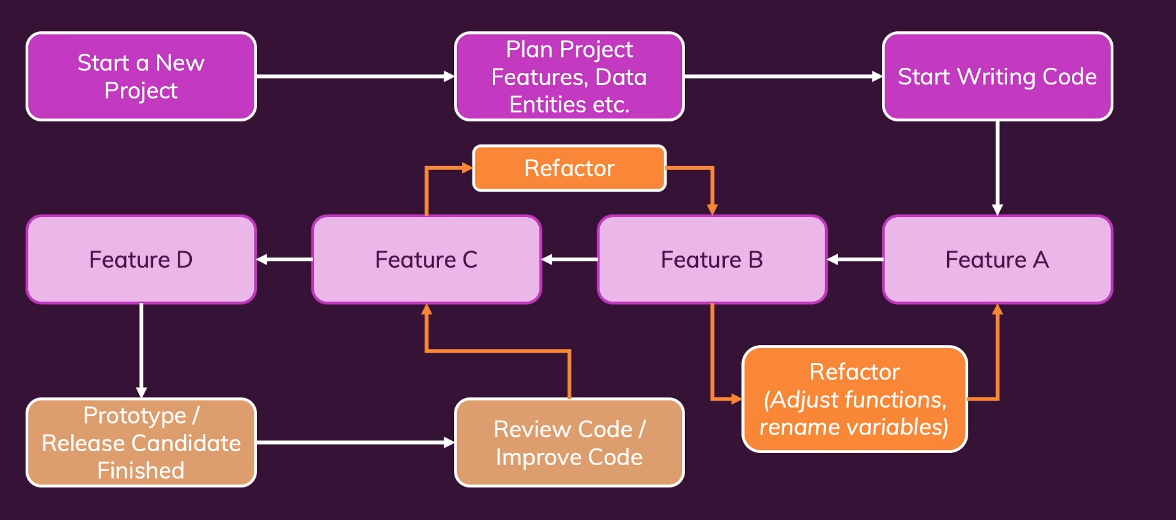 Start a New
Project
Plan Project
Features, Data
Entities etc.
Start Writing Code
Refactor
Feature D
Feature C
Feature B
Feature A
Refactor
(Adjust functions,
rename variables)
Prototype /
Release Candidate
Finished
Review Code /
Improve Code